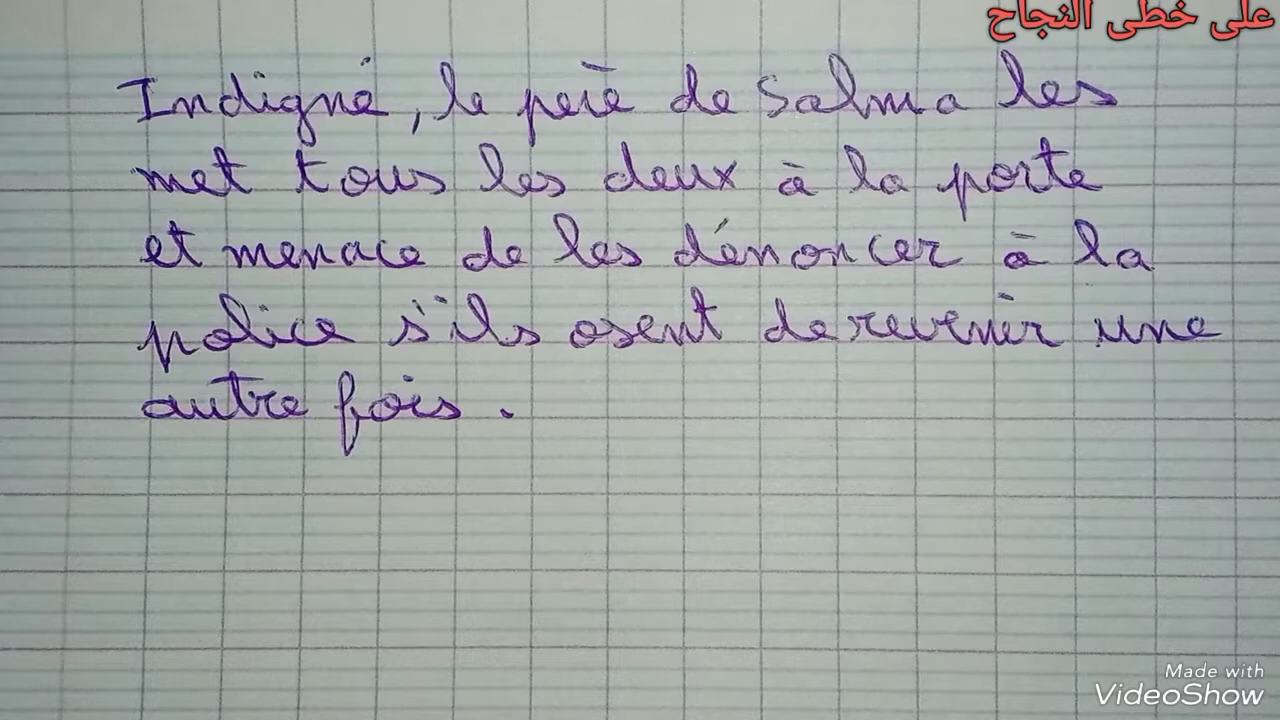 على خطى النجاح
Indigné, le père de Salma les
met tous les deux à la porte
et menace de les dénoncer à la
police s'ils osent de revenir une
autre fois.
Made with
VideoShow